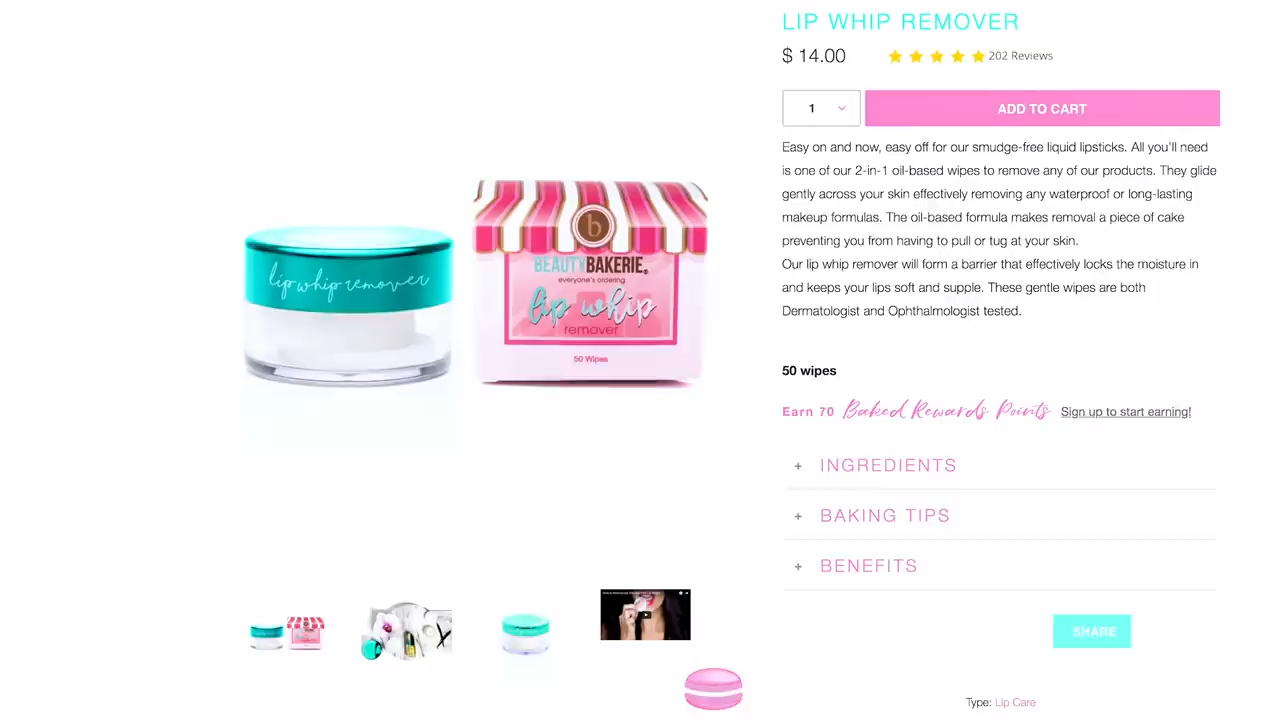 LIP WHIP REMOVER
$ 14.00
202 Reviews
1
ADD TO CART
Easy on and now, easy off for our smudge-free liquid lipsticks. All you'll need
is one of our 2-in-1 oil-based wipes to remove any of our products. They glide
gently across your skin effectively removing any waterproof or long-lasting
makeup formulas. The oil-based formula makes removal a piece of cake
preventing you from having to pull or tug at your skin.
Our lip whip remover will form a barrier that effectively locks the moisture in
and keeps your lips soft and supple. These gentle wipes are both
Dermatologist and Ophthalmologist tested.
50 wipes
Earn 70 Baked Rewards Points Sign up to start earning!
+ INGREDIENTS
+ BAKING TIPS
+ BENEFITS
SHARE
Type: Lip Care
lip whip remover
b
BEAUTYBAKERIE®
everyone's ordering
lip whip
remover
50 Wipes